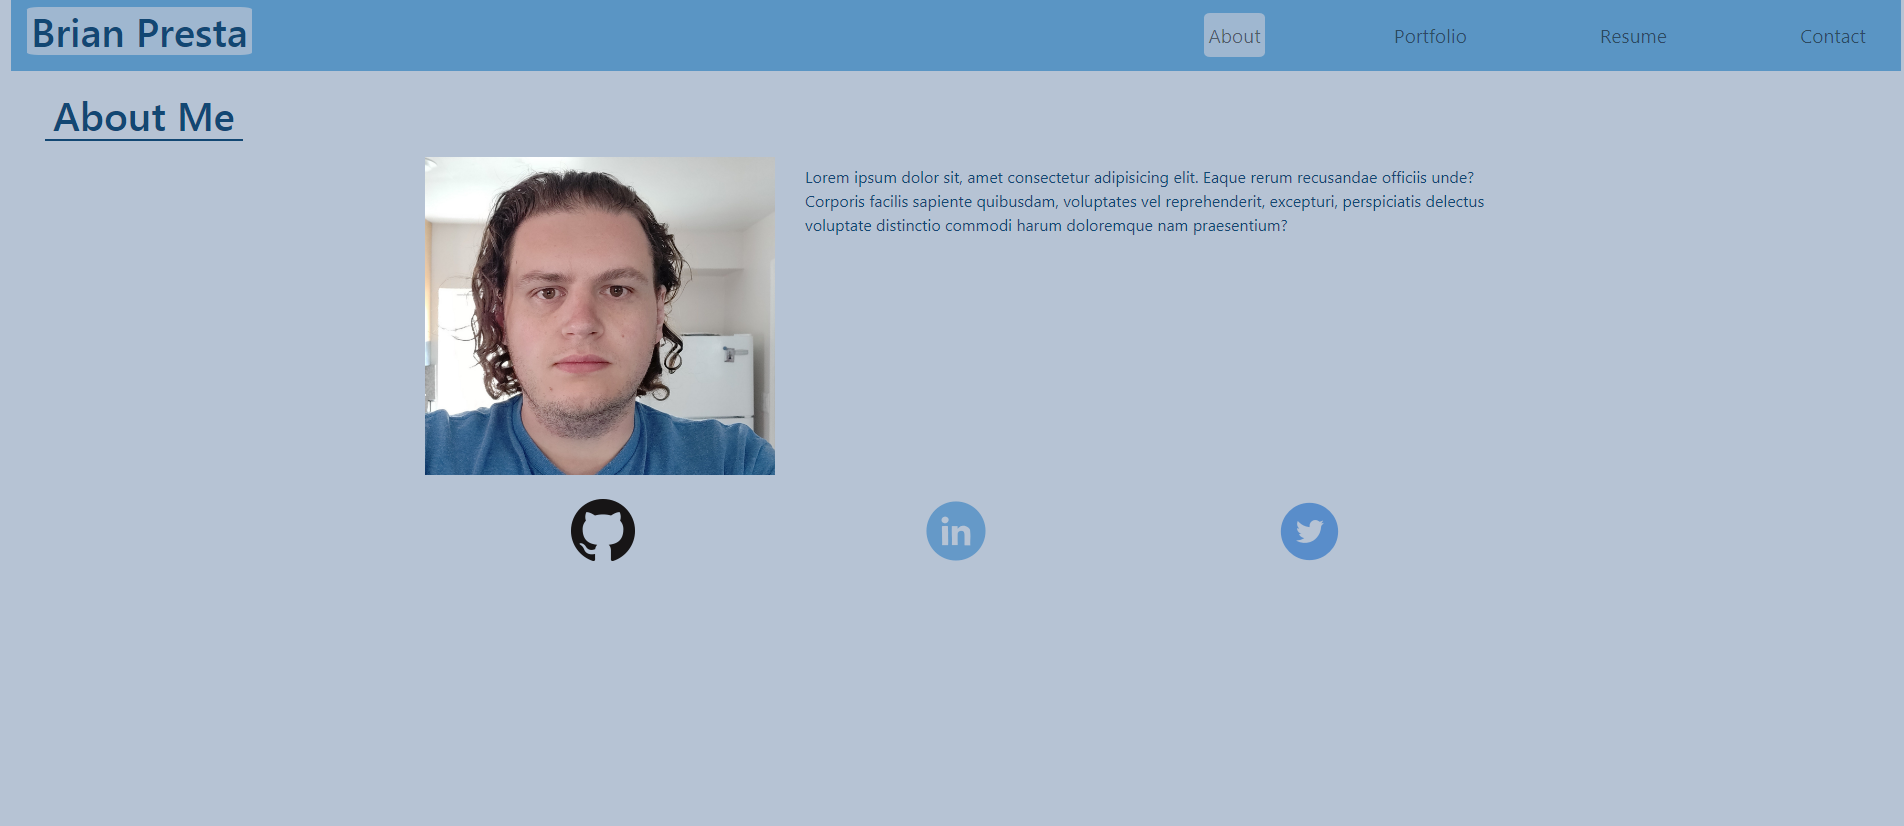 Brian Presta
About
Portfolio
Resume
Contact
About Me
Lorem ipsum dolor sit, amet consectetur adipisicing elit. Eaque rerum recusandae officiis unde?
Corporis facilis sapiente quibusdam, voluptates vel reprehenderit, excepturi, perspiciatis delectus
voluptate distinctio commodi harum doloremque nam praesentium?
in